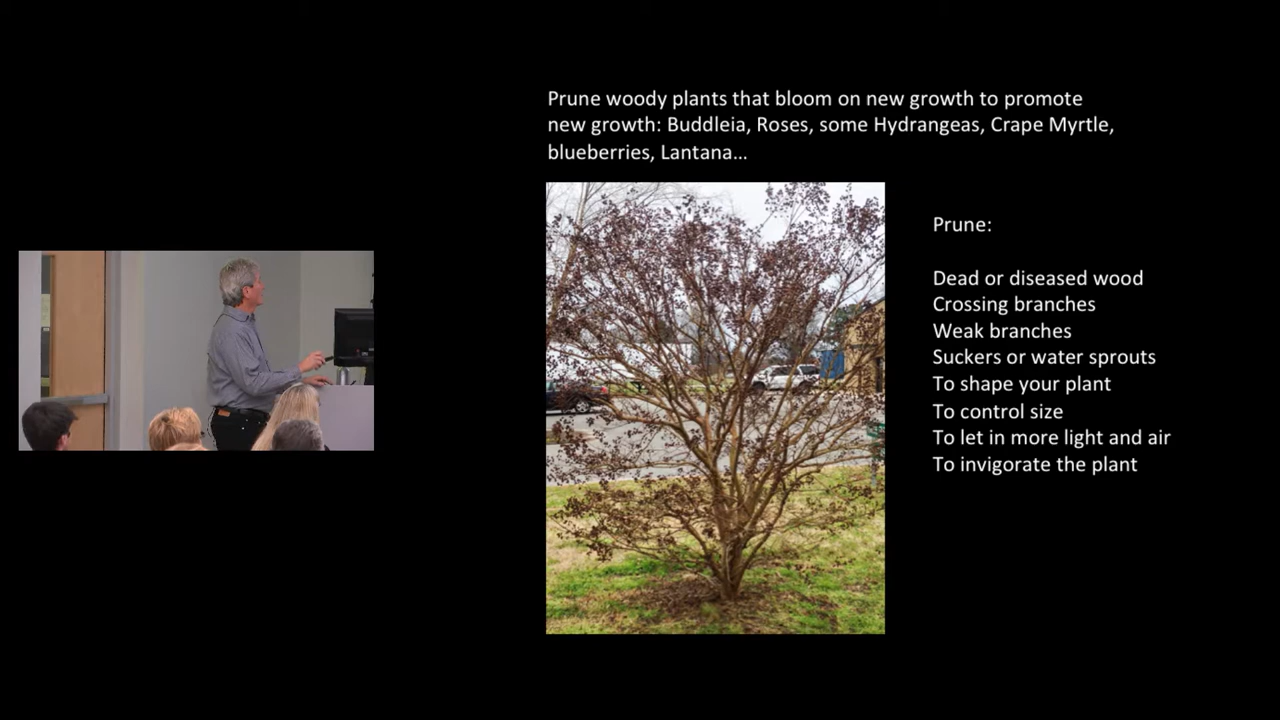 Prune woody plants that bloom on new growth to promote
new growth: Buddleia, Roses, some Hydrangeas, Crape Myrtle,
blueberries, Lantana...
Prune:
Dead or diseased wood
Crossing branches
Weak branches
Suckers or water sprouts
To shape your plant
To control size
To let in more light and air
To invigorate the plant